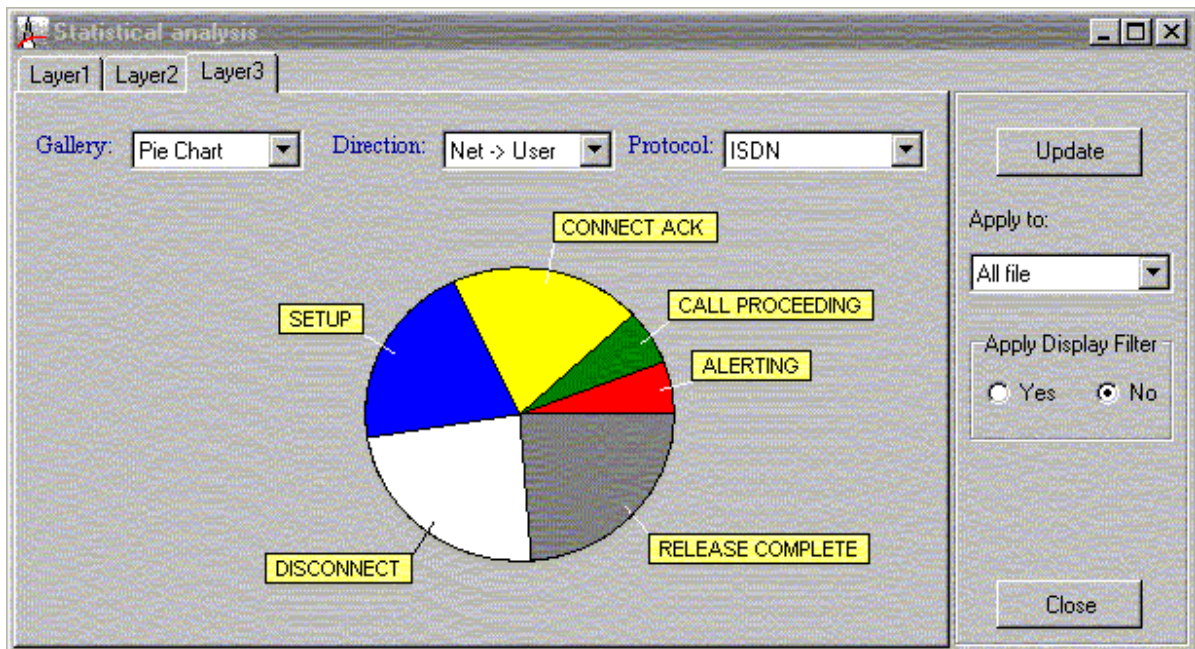 Statistical analysis
Layer1 Layer2 Layer3
Gallery: Pie Chart Direction: Net -> User Protocol: ISDN
Update
CONNECT ACK
Apply to:
All file
CALL PROCEEDING
SETUP
ALERTING
Apply Display Filter
Yes No
RELEASE COMPLETE
DISCONNECT
Close